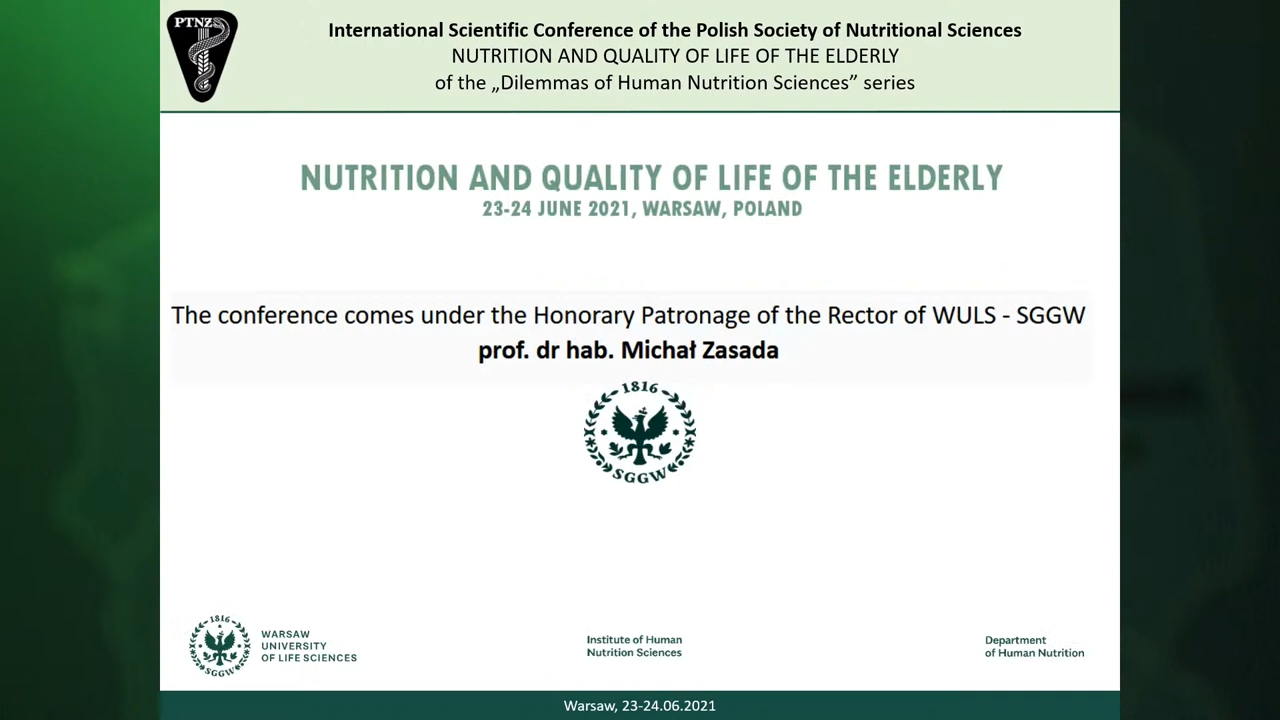 PTNZ
International Scientific Conference of the Polish Society of Nutritional Sciences
NUTRITION AND QUALITY OF LIFE OF THE ELDERLY
of the „Dilemmas of Human Nutrition Sciences” series
NUTRITION AND QUALITY OF LIFE OF THE ELDERLY
23-24 JUNE 2021, WARSAW, POLAND
The conference comes under the Honorary Patronage of the Rector of WULS - SGGW
prof. dr hab. Michał Zasada
1816
SGGW
1816
SGGW
WARSAW
UNIVERSITY
OF LIFE SCIENCES
Institute of Human
Nutrition Sciences
Department
of Human Nutrition
Warsaw, 23-24.06.2021